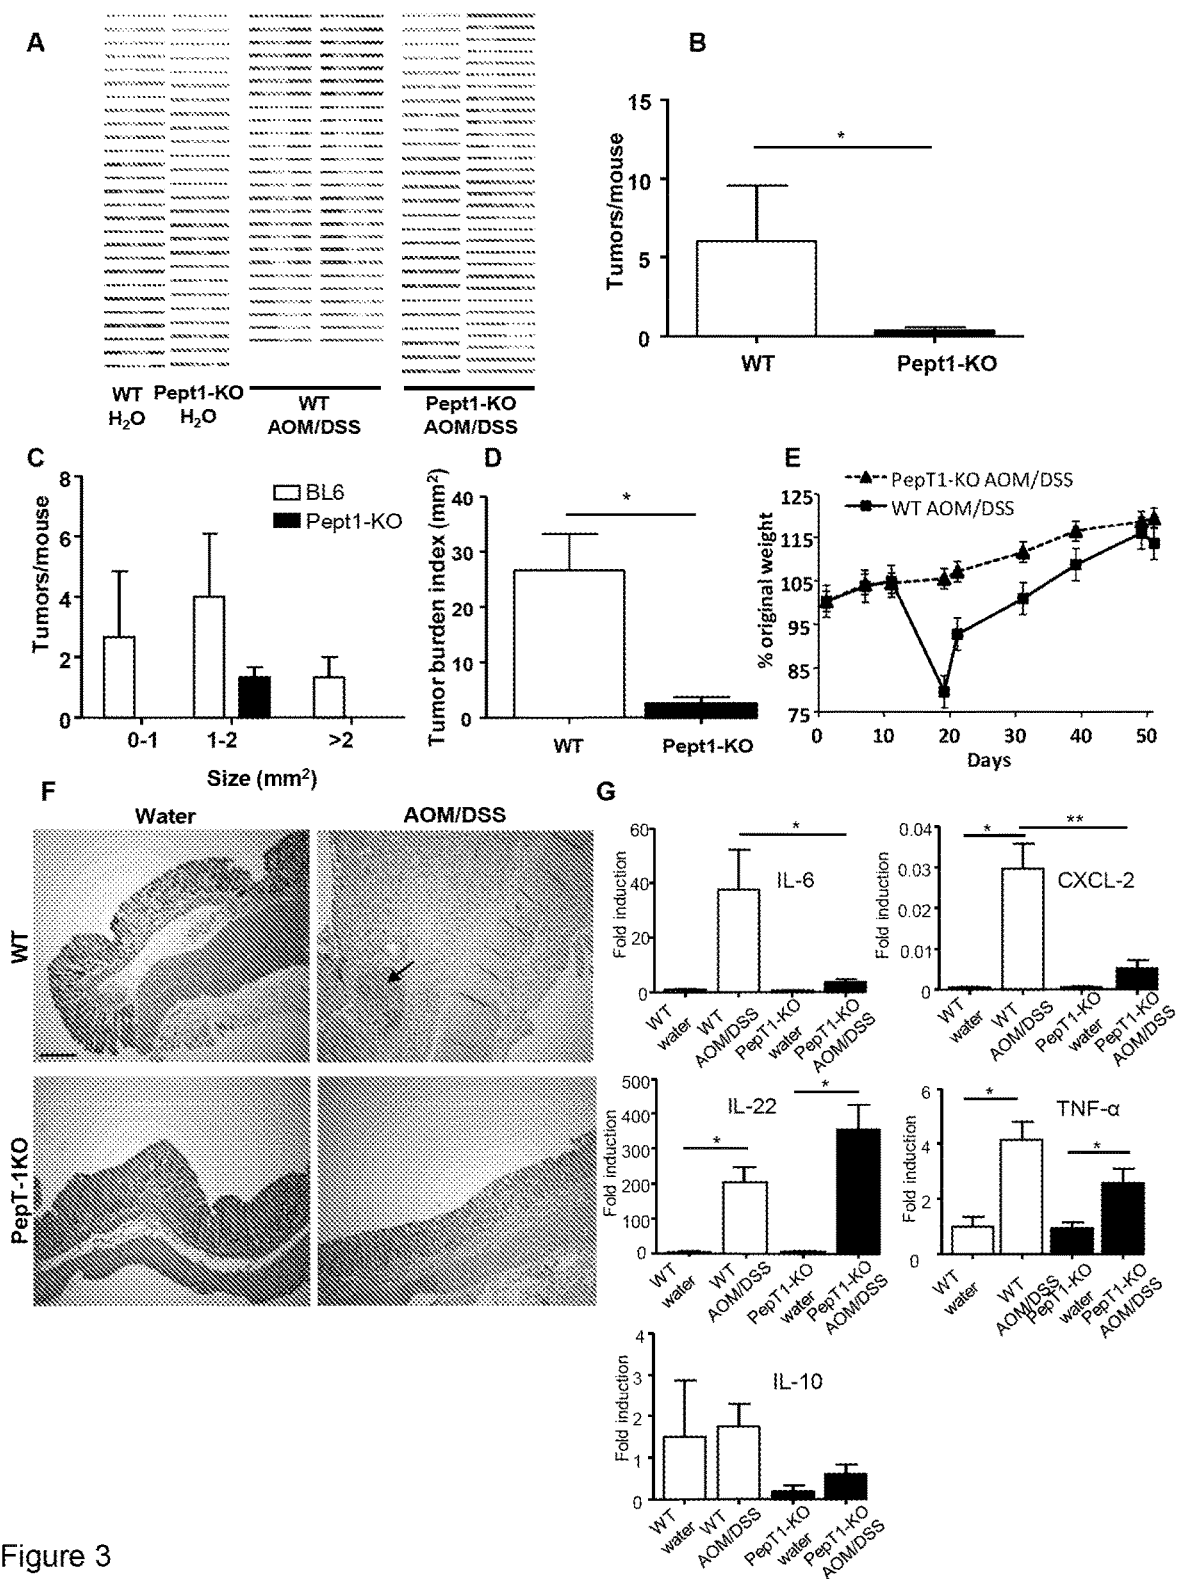 A
WT
H2O
Pept1-KO
H2O
WT
AOM/DSS
Pept1-KO
AOM/DSS
B
Tumors/mouse
15
10
5
0
*
WT
Pept1-KO
C
Tumors/mouse
8
6
4
2
0
BL6
Pept1-KO
0-1
1-2
>2
Size (mm2)
D
Tumor burden index (mm2)
40
30
20
10
0
*
WT
Pept1-KO
E
PepT1-KO AOM/DSS
WT AOM/DSS
% original weight
125
115
105
95
85
75
0
10
20
30
40
50
Days
F
Water
AOM/DSS
WT
PepT-1KO
G
Fold induction
60
40
20
0
*
IL-6
WT
water
WT
AOM/DSS
PepT1-KO
water
PepT1-KO
AOM/DSS
Fold induction
0.04
0.03
0.02
0.01
0
*
**
CXCL-2
WT
water
WT
AOM/DSS
PepT1-KO
water
PepT1-KO
AOM/DSS
Fold induction
500
400
300
200
100
0
IL-22
*
*
WT
water
WT
AOM/DSS
PepT1-KO
water
PepT1-KO
AOM/DSS
Fold induction
6
4
2
0
*
TNF-α
*
WT
water
WT
AOM/DSS
PepT1-KO
water
PepT1-KO
AOM/DSS
Fold induction
4
3
2
1
0
IL-10
WT
water
WT
AOM/DSS
PepT1-KO
water
PepT1-KO
AOM/DSS
Figure 3